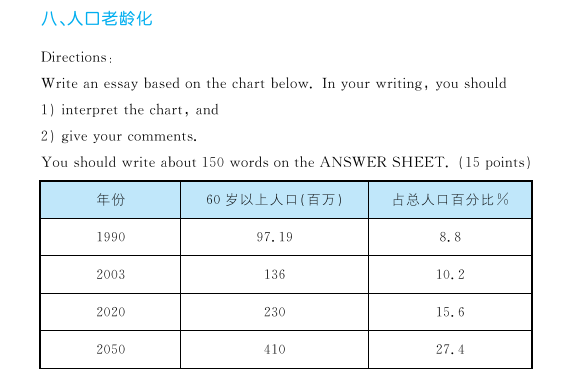 八、人口老龄化
Directions:
Write an essay based on the chart below. In your writing, you should
1) interpret the chart, and
2) give your comments.
You should write about 150 words on the ANSWER SHEET. (15 points)
年份 60 岁以上人口(百万) 占总人口百分比%
1990 97.19 8.8
2003 136 10.2
2020 230 15.6
2050 410 27.4